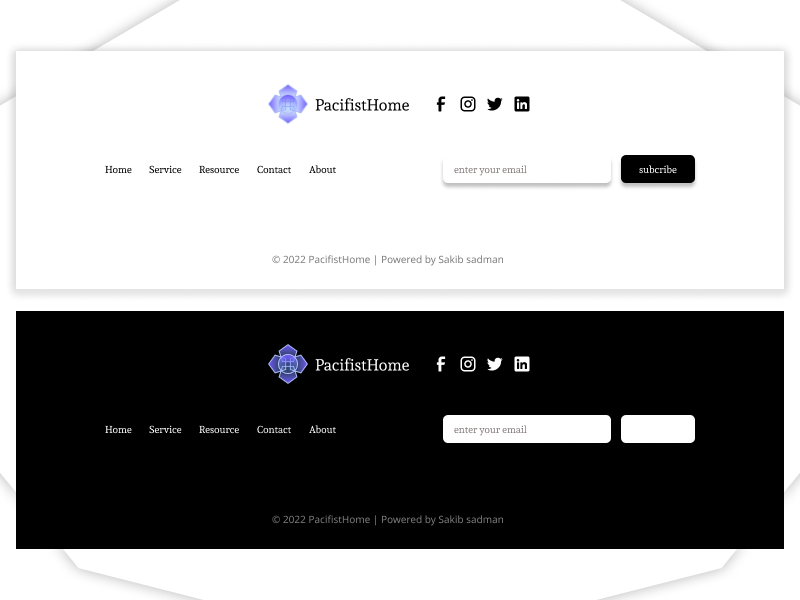 PacifistHome
Home Service Resource Contact About
enter your email
subcribe
© 2022 PacifistHome | Powered by Sakib sadman
PacifistHome
Home Service Resource Contact About
enter your email
© 2022 PacifistHome | Powered by Sakib sadman